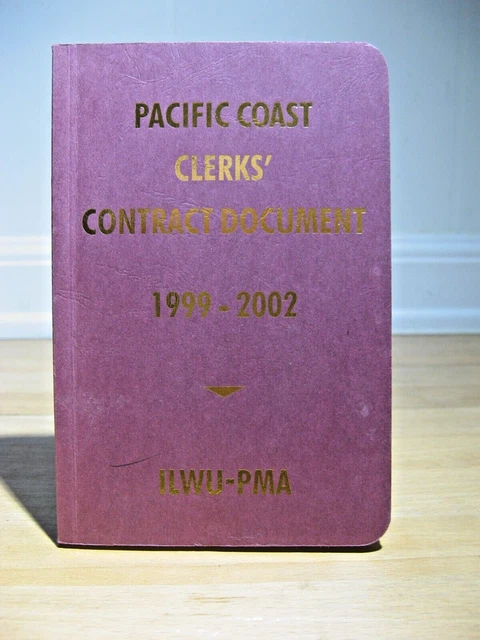 PACIFIC COAST
CLERKS'
CONTRACT DOCUMENT
1999 - 2002
ILWU-PMA